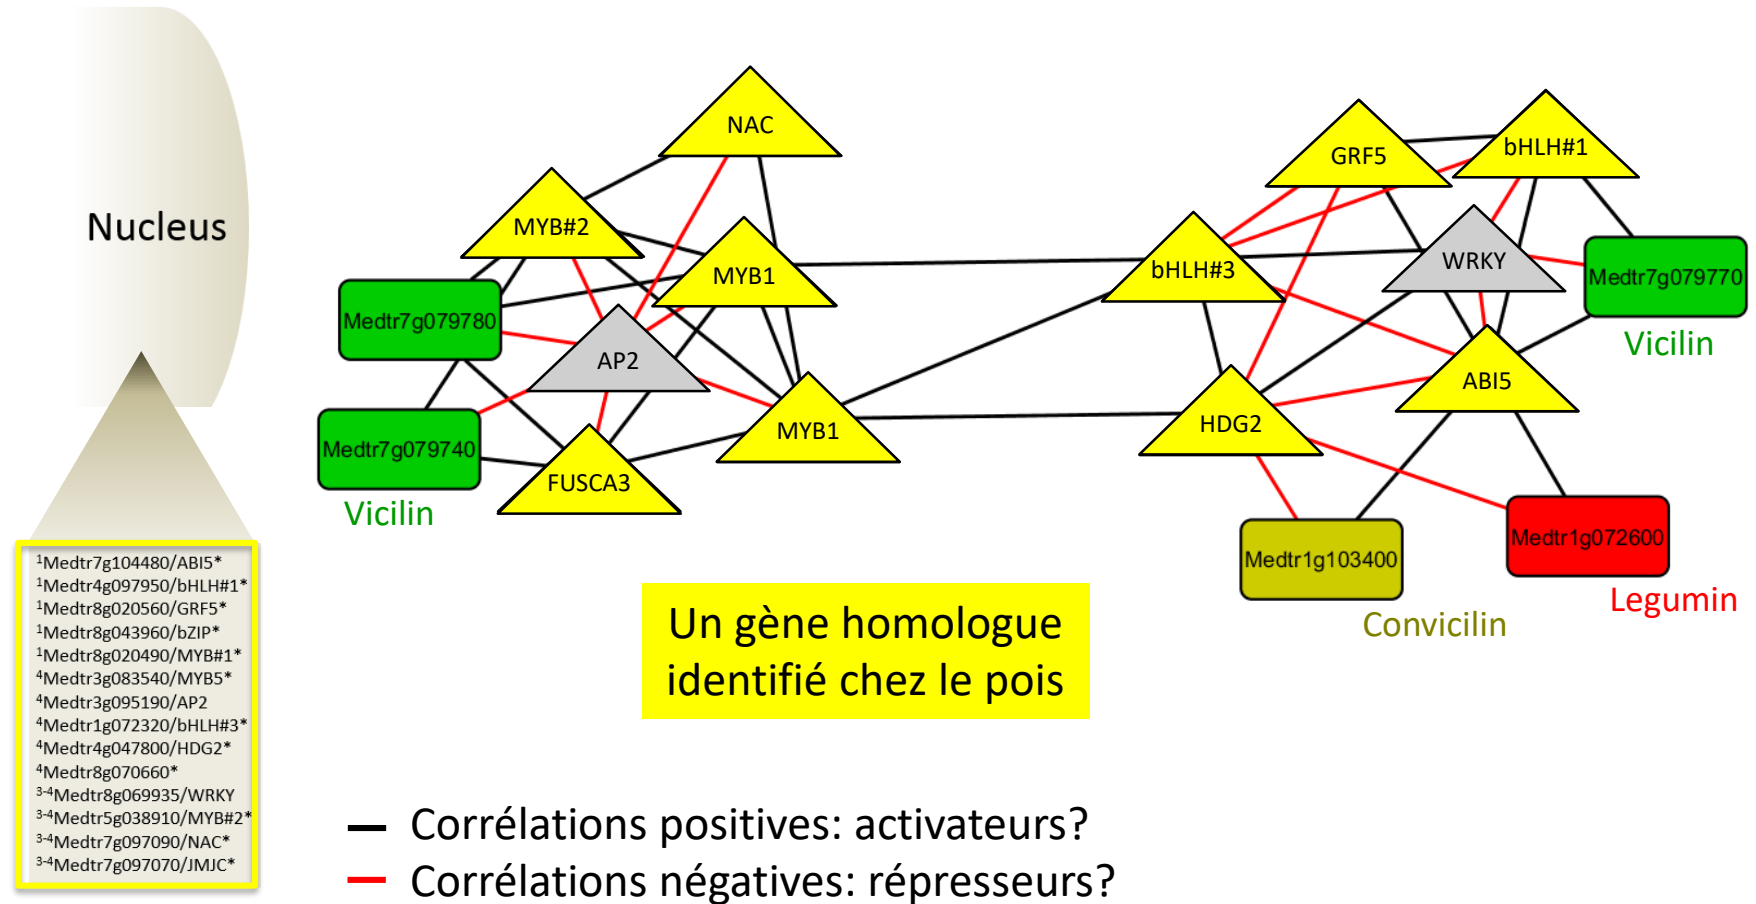 Nucleus
NAC
MYB#2
MYB1
Medtr7g079780
AP2
MYB1
Medtr7g079740
FUSCA3
Vicilin
GRF5
bHLH#1
bHLH#3
WRKY
Medtr7g079770
Vicilin
ABI5
HDG2
Medtr1g103400
Medtr1g072600
Convicilin
Legumin
¹Medtr7g104480/ABI5*
¹Medtr4g097950/bHLH#1*
¹Medtr8g020560/GRF5*
¹Medtr8g043960/bZIP*
¹Medtr8g020490/MYB#1*
⁴Medtr3g083540/MYB5*
⁴Medtr3g095190/AP2
⁴Medtr1g072320/bHLH#3*
⁴Medtr4g047800/HDG2*
⁴Medtr8g070660*
³⁻⁴Medtr8g069935/WRKY
³⁻⁴Medtr5g038910/MYB#2*
³⁻⁴Medtr7g097090/NAC*
³⁻⁴Medtr7g097070/JMJC*
Un gène homologue
identifié chez le pois
Corrélations positives: activateurs?
Corrélations négatives: répresseurs?